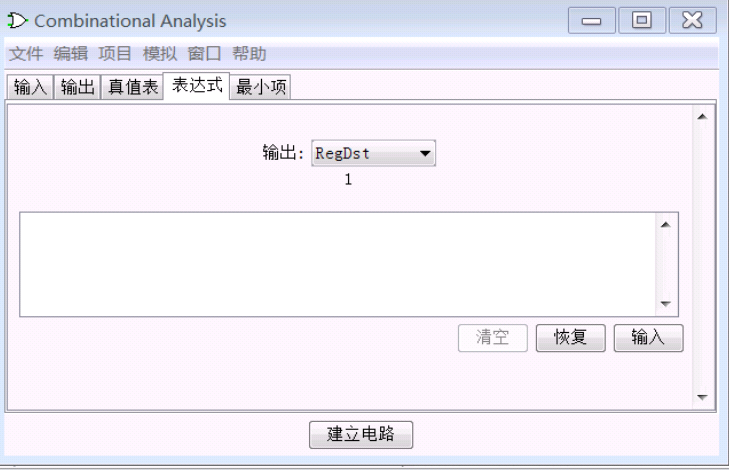 Combinational Analysis
文件 编辑 项目 模拟 窗口 帮助
输入 输出 真值表 表达式 最小项
输出: RegDst
1
清空 恢复 输入
建立电路